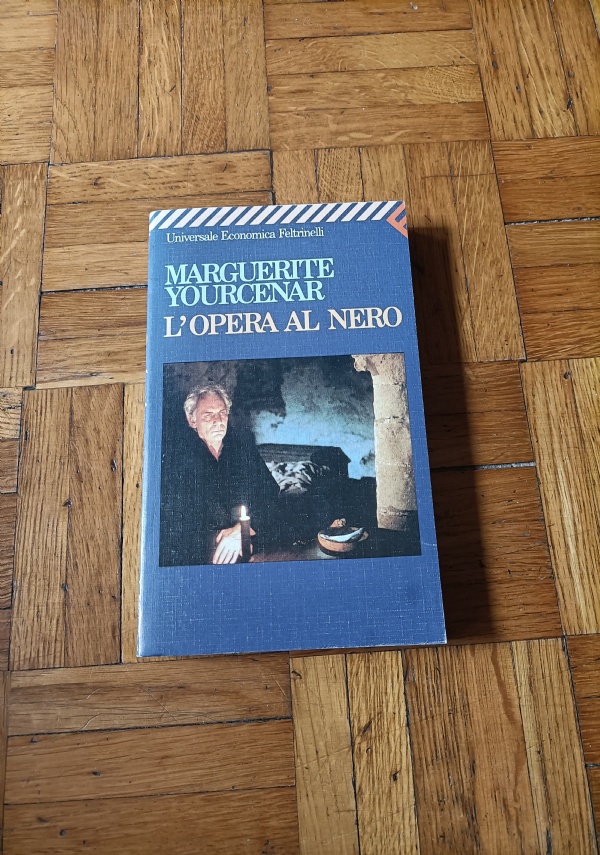 Universale Economica Feltrinelli
MARGUERITE
YOURCENAR
L'OPERA AL NERO